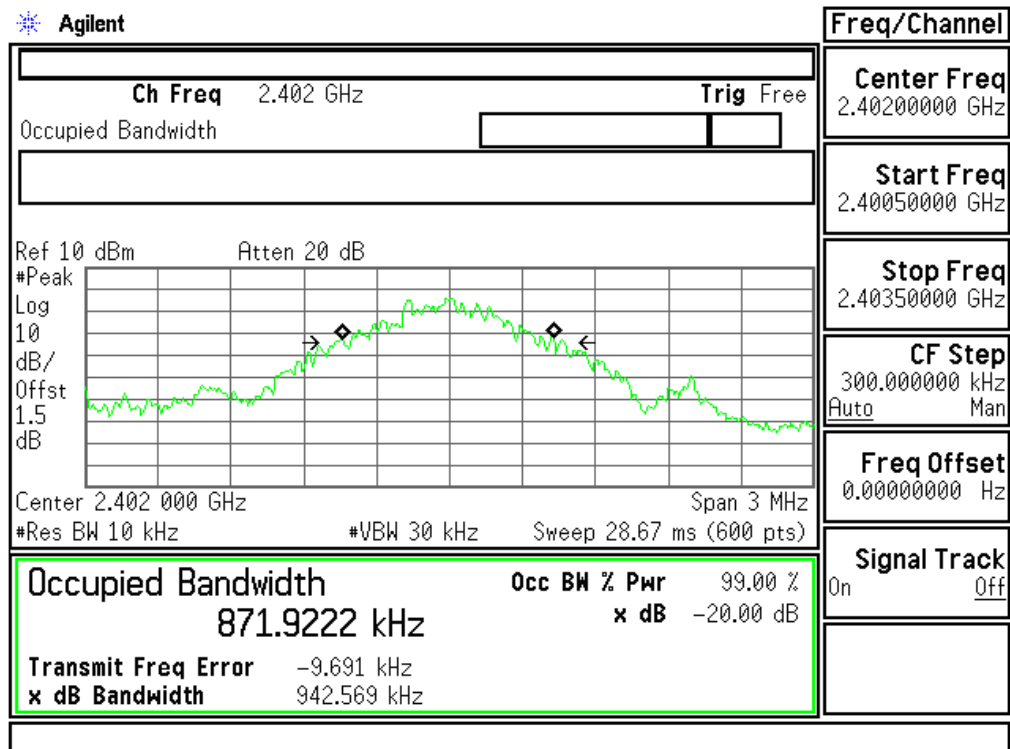 Agilent
Freq/Channel
Ch Freq 2.402 GHz Trig Free
Occupied Bandwidth
Center Freq
2.40200000 GHz
Start Freq
2.40050000 GHz
Stop Freq
2.40350000 GHz
CF Step
300.000000 kHz
Auto Man
Freq Offset
0.00000000 Hz
Signal Track
On Off
Ref 10 dBm Atten 20 dB
#Peak
Log
10
dB/
Offst
1.5
dB
Center 2.402 000 GHz Span 3 MHz
#Res BW 10 kHz #VBW 30 kHz Sweep 28.67 ms (600 pts)
Occupied Bandwidth Occ BW % Pwr 99.00 %
871.9222 kHz x dB -20.00 dB
Transmit Freq Error -9.691 kHz
x dB Bandwidth 942.569 kHz